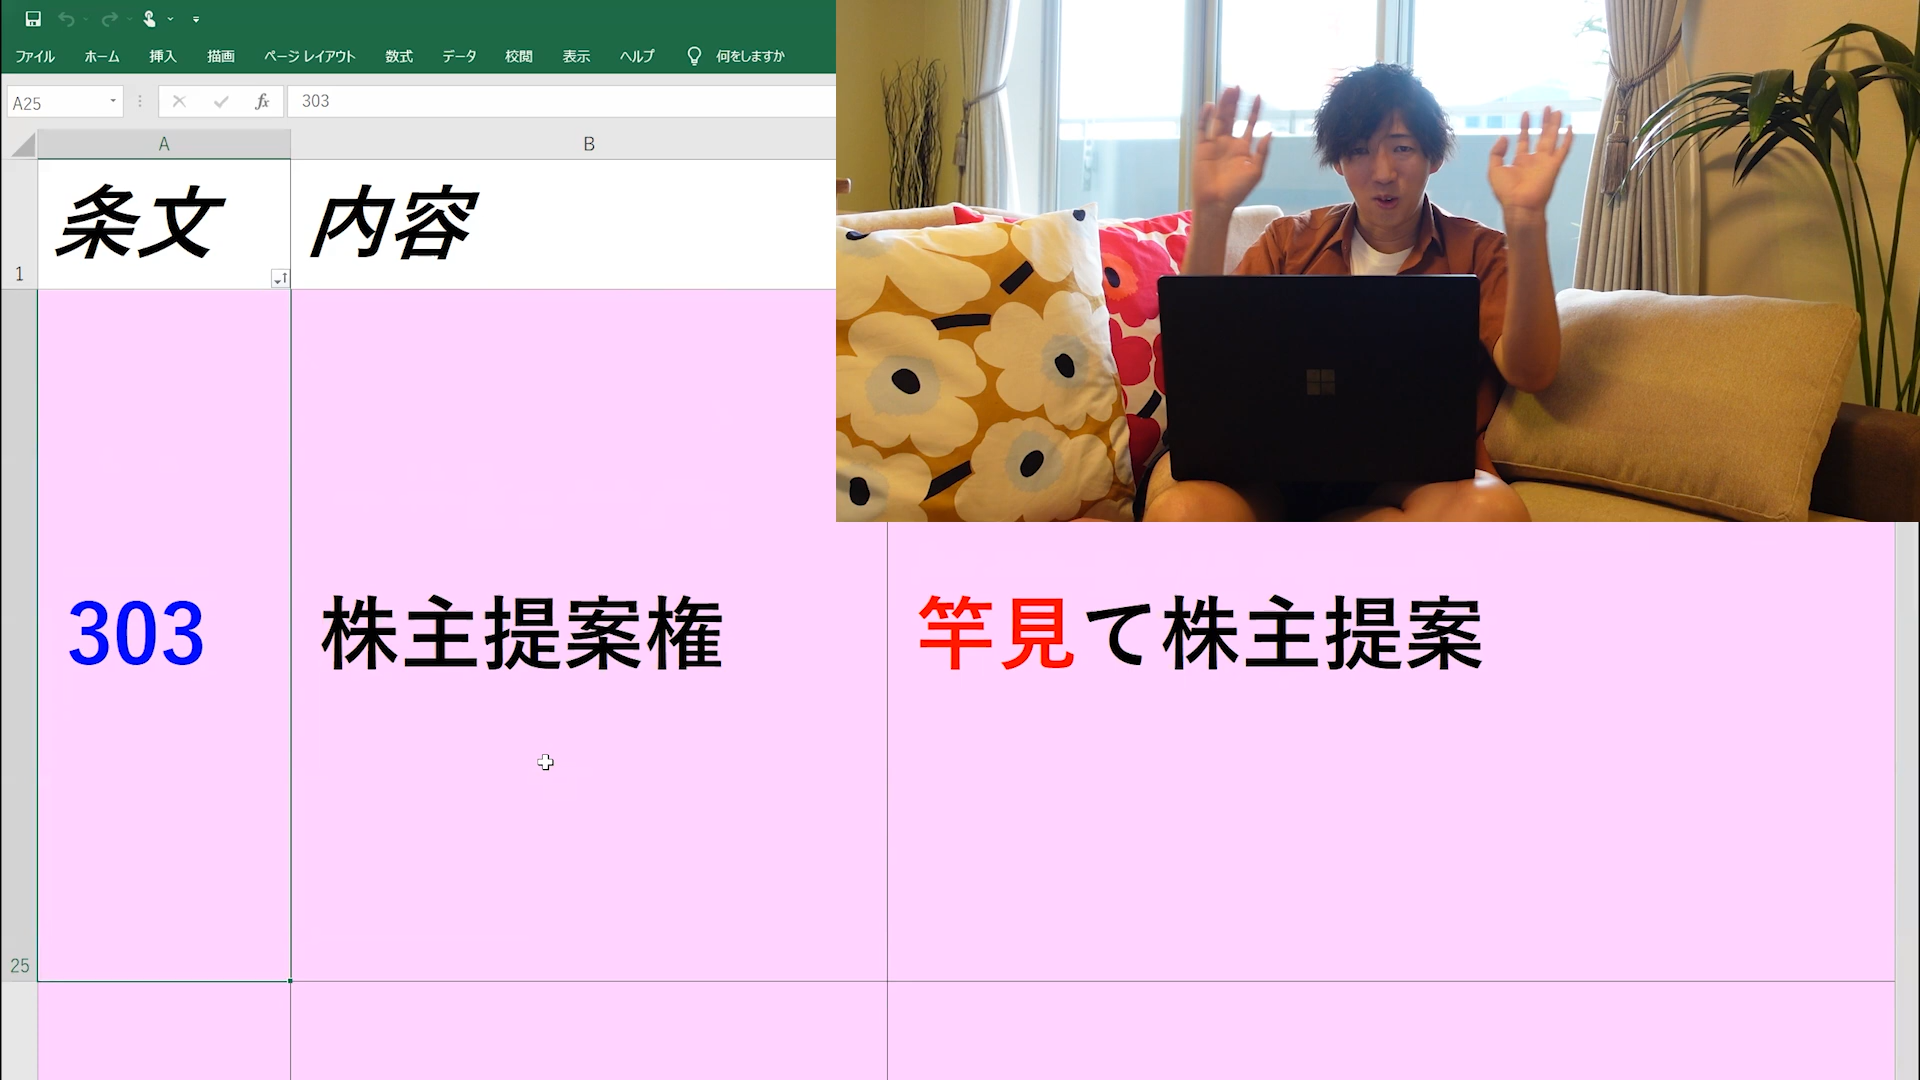 ファイル ホーム 挿入 描画 ページ レイアウト 数式 データ 校閲 表示 ヘルプ 何をしますか
A25 fx 303
A B
1 条文 内容
25 303 株主提案権 竿見て株主提案